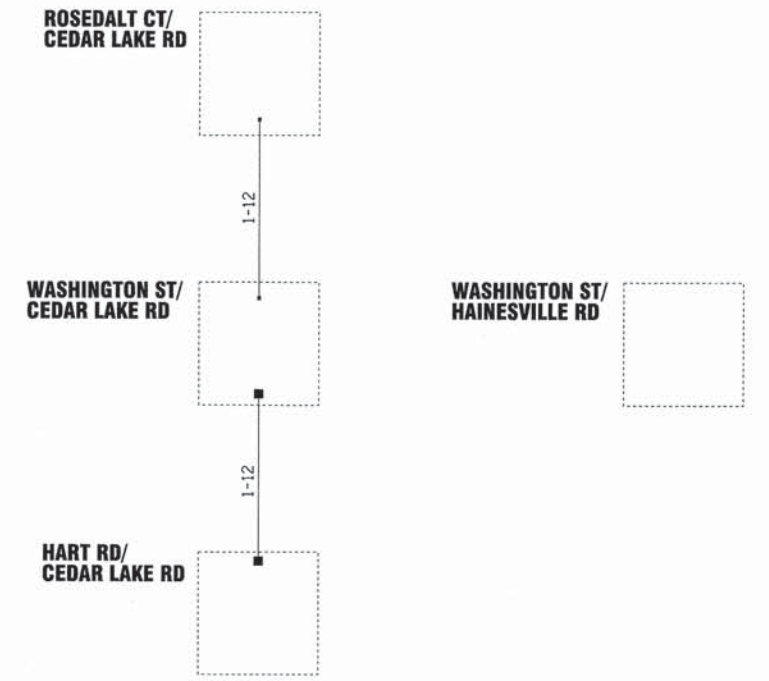 ROSEDALT CT/
CEDAR LAKE RD
1-12
WASHINGTON ST/
CEDAR LAKE RD
WASHINGTON ST/
HAINESVILLE RD
1-12
HART RD/
CEDAR LAKE RD